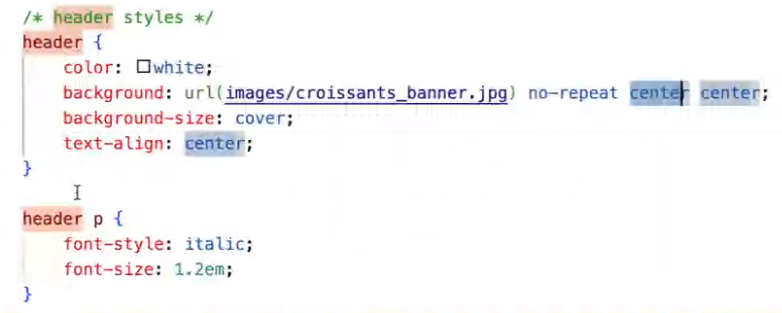 /* header styles */
header {
color: white;
background: url(images/croissants_banner.jpg) no-repeat center center;
background-size: cover;
text-align: center;
}
header p {
font-style: italic;
font-size: 1.2em;
}